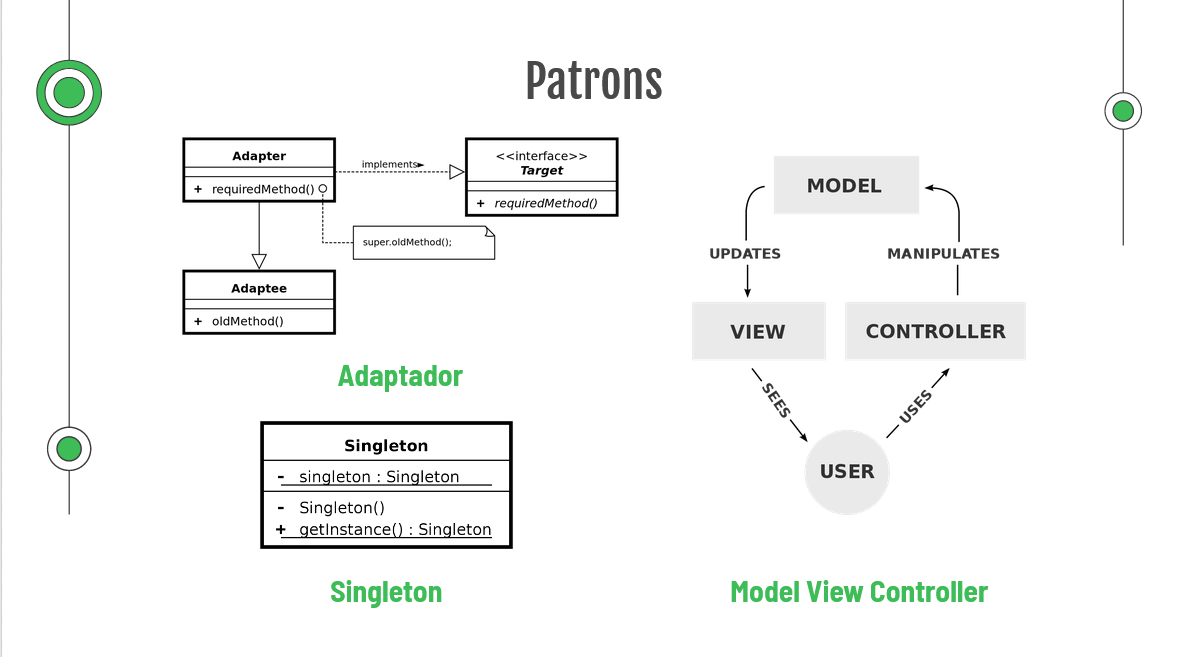 Patrons
Adapter
+ requiredMethod()
implements►
<<interface>>
Target
+ requiredMethod()
super.oldMethod();
Adaptee
+ oldMethod()
Adaptador
Singleton
- singleton : Singleton
- Singleton()
+ getInstance() : Singleton
Singleton
MODEL
UPDATES
MANIPULATES
VIEW
CONTROLLER
SEES
USES
USER
Model View Controller